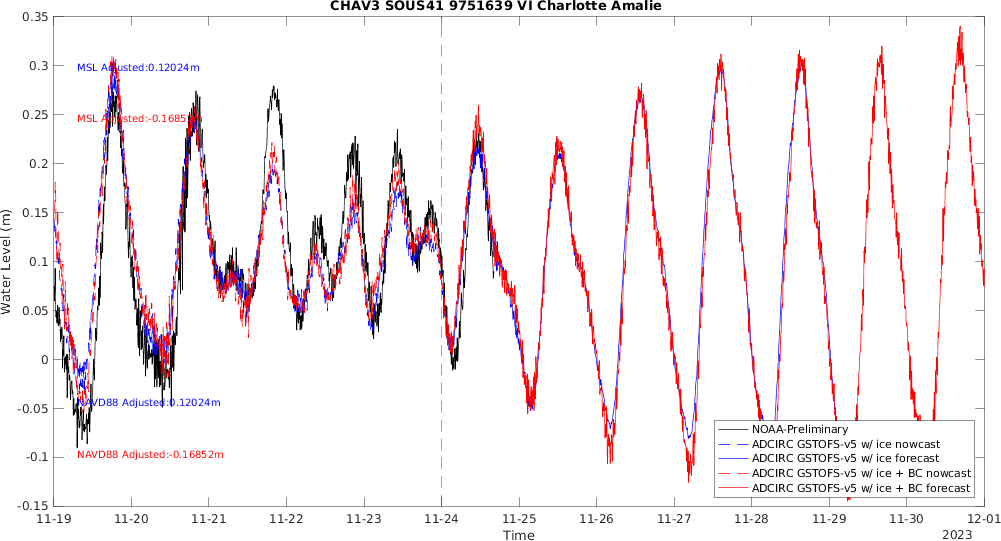 CHAV3 SOUS41 9751639 VI Charlotte Amalie
0.35
0.3
0.25
0.2
0.15
0.1
0.05
0
-0.05
-0.1
-0.15
Water Level (m)
MSL Adjusted:0.12024m
MSL Adjusted:-0.1685
NAVD88 Adjusted:0.12024m
NAVD88 Adjusted:-0.16852m
NOAA-Preliminary
ADCIRC GSTOFS-v5 w/ ice nowcast
ADCIRC GSTOFS-v5 w/ ice forecast
ADCIRC GSTOFS-v5 w/ ice + BC nowcast
ADCIRC GSTOFS-v5 w/ ice + BC forecast
11-19 11-20 11-21 11-22 11-23 11-24 11-25 11-26 11-27 11-28 11-29 11-30 12-01
Time
2023